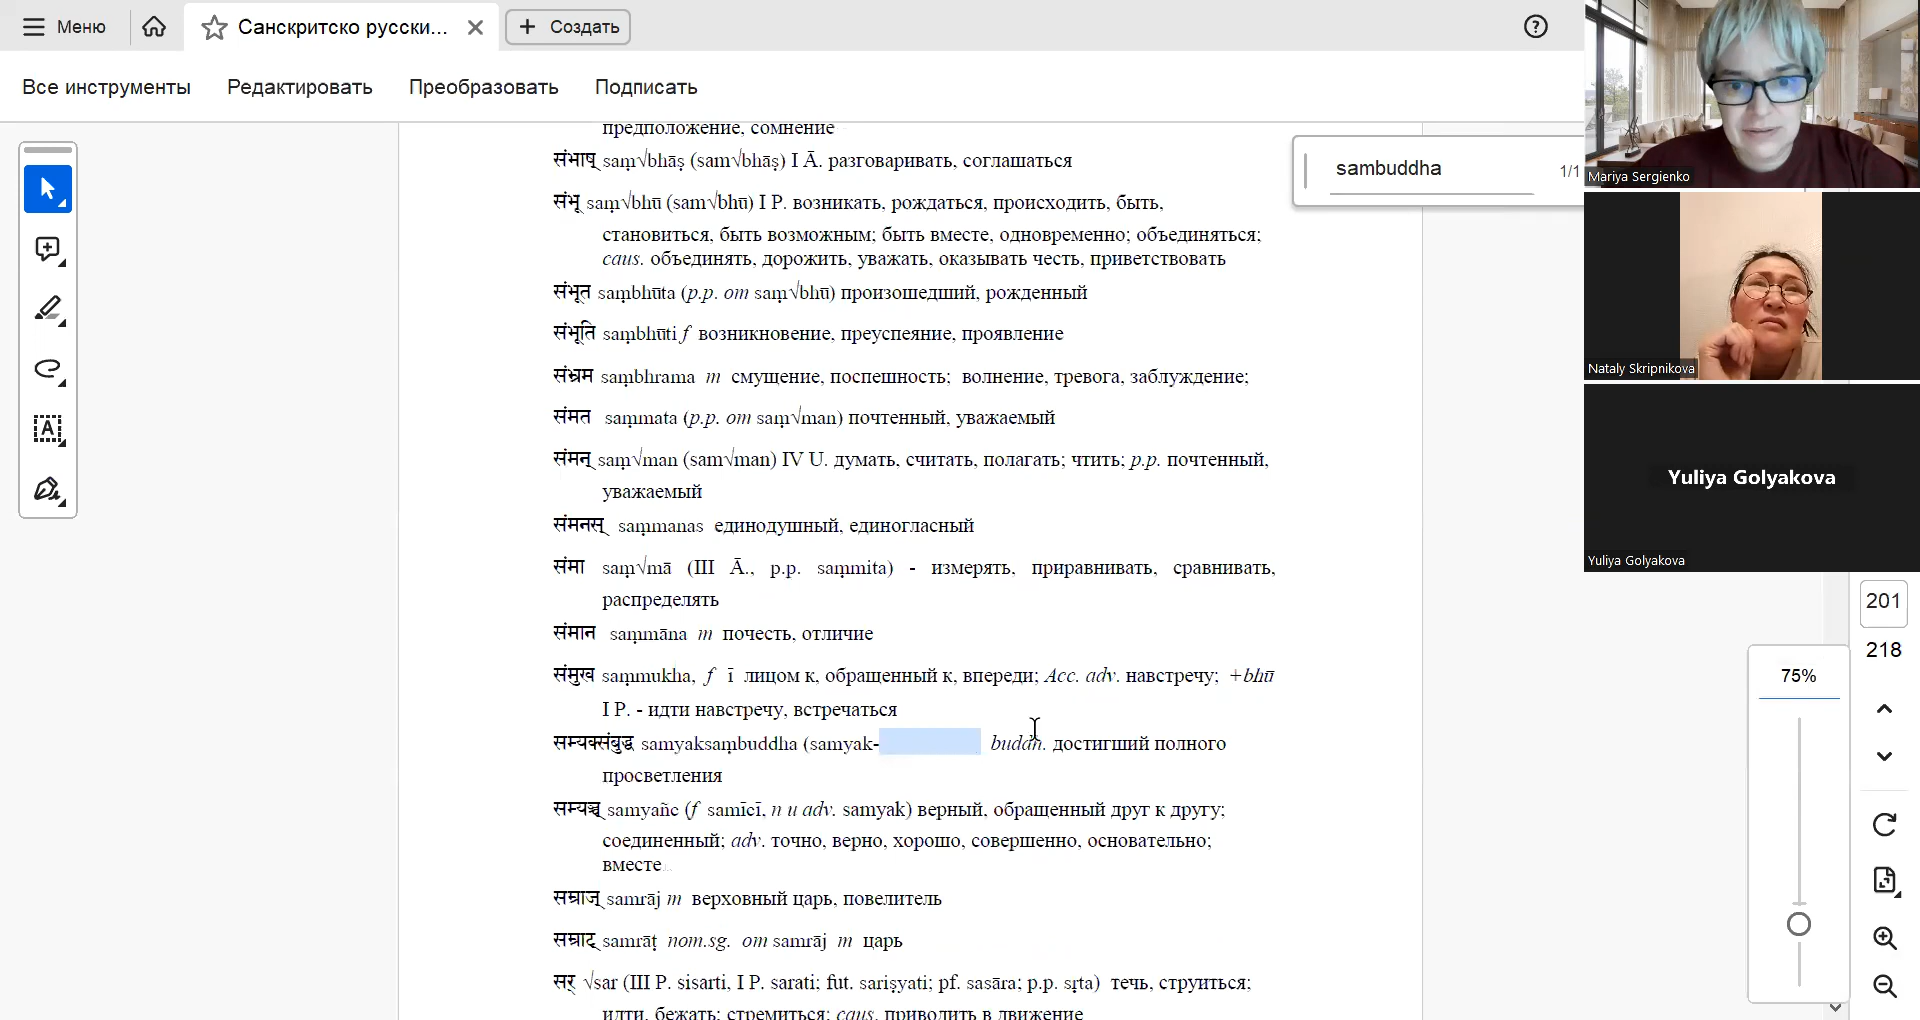 Меню
Санскритско русски...
Создать
Все инструменты
Редактировать
Преобразовать
Подписать
предположение, сомнение
संभाष् saṃ√bhāṣ (sam√bhāṣ) I Ā. разговаривать, соглашаться
संभू saṃ√bhū (sam√bhū) I P. возникать, рождаться, происходить, быть,
становиться, быть возможным; быть вместе, одновременно; объединяться;
caus. объединять, дорожить, уважать, оказывать честь, приветствовать
संभूत saṃbhūta (p.p. от saṃ√bhū) произошедший, рожденный
संभूति saṃbhūti f возникновение, преуспеяние, проявление
संभ्रम saṃbhrama m смущение, поспешность; волнение, тревога, заблуждение;
संमत saṃmata (p.p. от saṃ√man) почтенный, уважаемый
संमन् saṃ√man (sam√man) IV U. думать, считать, полагать; чтить; p.p. почтенный,
уважаемый
संमनस् saṃmanas единодушный, единогласный
संमा saṃ√mā (III Ā., p.p. saṃmita) - измерять, приравнивать, сравнивать,
распределять
संमान saṃmāna m почесть, отличие
संमुख saṃmukha, f ī лицом к, обращенный к, впереди; Acc. adv. навстречу; +bhū
I P. - идти навстречу, встречаться
सम्यक्संबुद्ध samyaksaṃbuddha (samyak- buddh. достигший полного
просветления
सम्यञ्च् samyañc (f samīcī, n и adv. samyak) верный, обращенный друг к другу;
соединенный; adv. точно, верно, хорошо, совершенно, основательно;
вместе
सम्राज् samrāj m верховный царь, повелитель
सम्राट् samrāṭ nom.sg. от samrāj m царь
सर् √sar (III P. sisarti, I P. sarati; fut. sariṣyati; pf. sasāra; p.p. sṛta) течь, струиться;
идти, бежать; стремиться; caus. приводить в движение
sambuddha
1/1
Mariya Sergienko
Nataly Skripnikova
Yuliya Golyakova
Yuliya Golyakova
201
218
75%